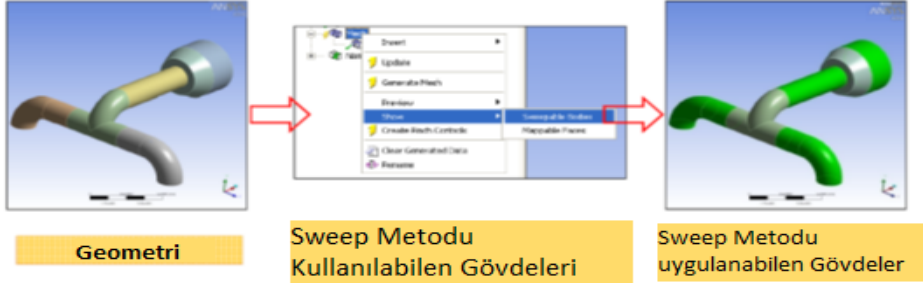 Insert
Update
Generate Mesh
Preview
Show
Sweepable Bodies
Create Pinch Controls
Mappable Faces
Clear Generated Data
Rename
Geometri
Sweep Metodu
Kullanılabilen Gövdeleri
Sweep Metodu
uygulanabilen Gövdeler